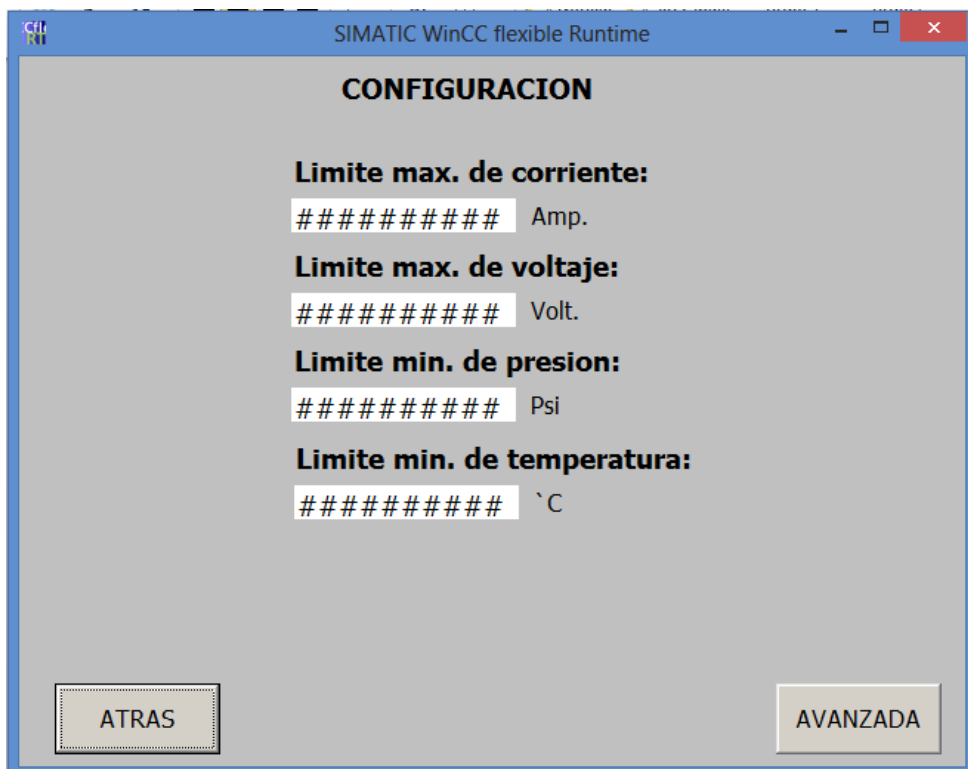 SIMATIC WinCC flexible Runtime
CONFIGURACION
Limite max. de corriente:
########## Amp.
Limite max. de voltaje:
########## Volt.
Limite min. de presion:
########## Psi
Limite min. de temperatura:
########## `C
ATRAS
AVANZADA